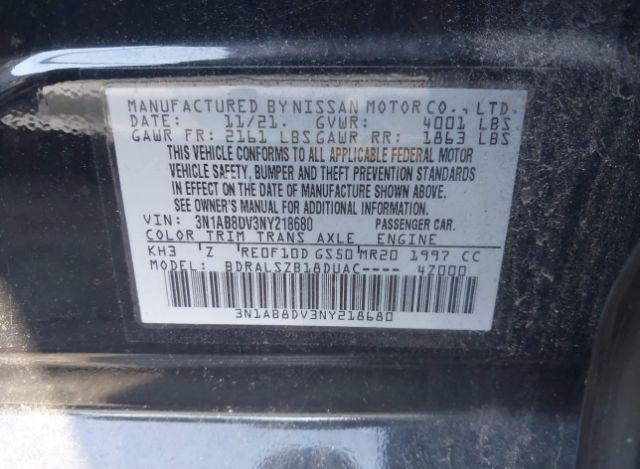 MANUFACTURED BY NISSAN MOTOR CO., LTD.
DATE: 11/21. GVWR: 4001 LBS
GAWR FR: 2161 LBS GAWR RR: 1863 LBS
THIS VEHICLE CONFORMS TO ALL APPLICABLE FEDERAL MOTOR
VEHICLE SAFETY, BUMPER AND THEFT PREVENTION STANDARDS
IN EFFECT ON THE DATE OF MANUFACTURE SHOWN ABOVE.
SEE OWNER'S MANUAL FOR ADDITIONAL INFORMATION.
VIN: 3N1AB8DV3NY218680 PASSENGER CAR.
COLOR TRIM TRANS AXLE ENGINE
KH3 Z RE0F10D GS50 MR20 1997 CC
MODEL: BDRALSZB18DUAC---- 4Z000
3N1AB8DV3NY218680